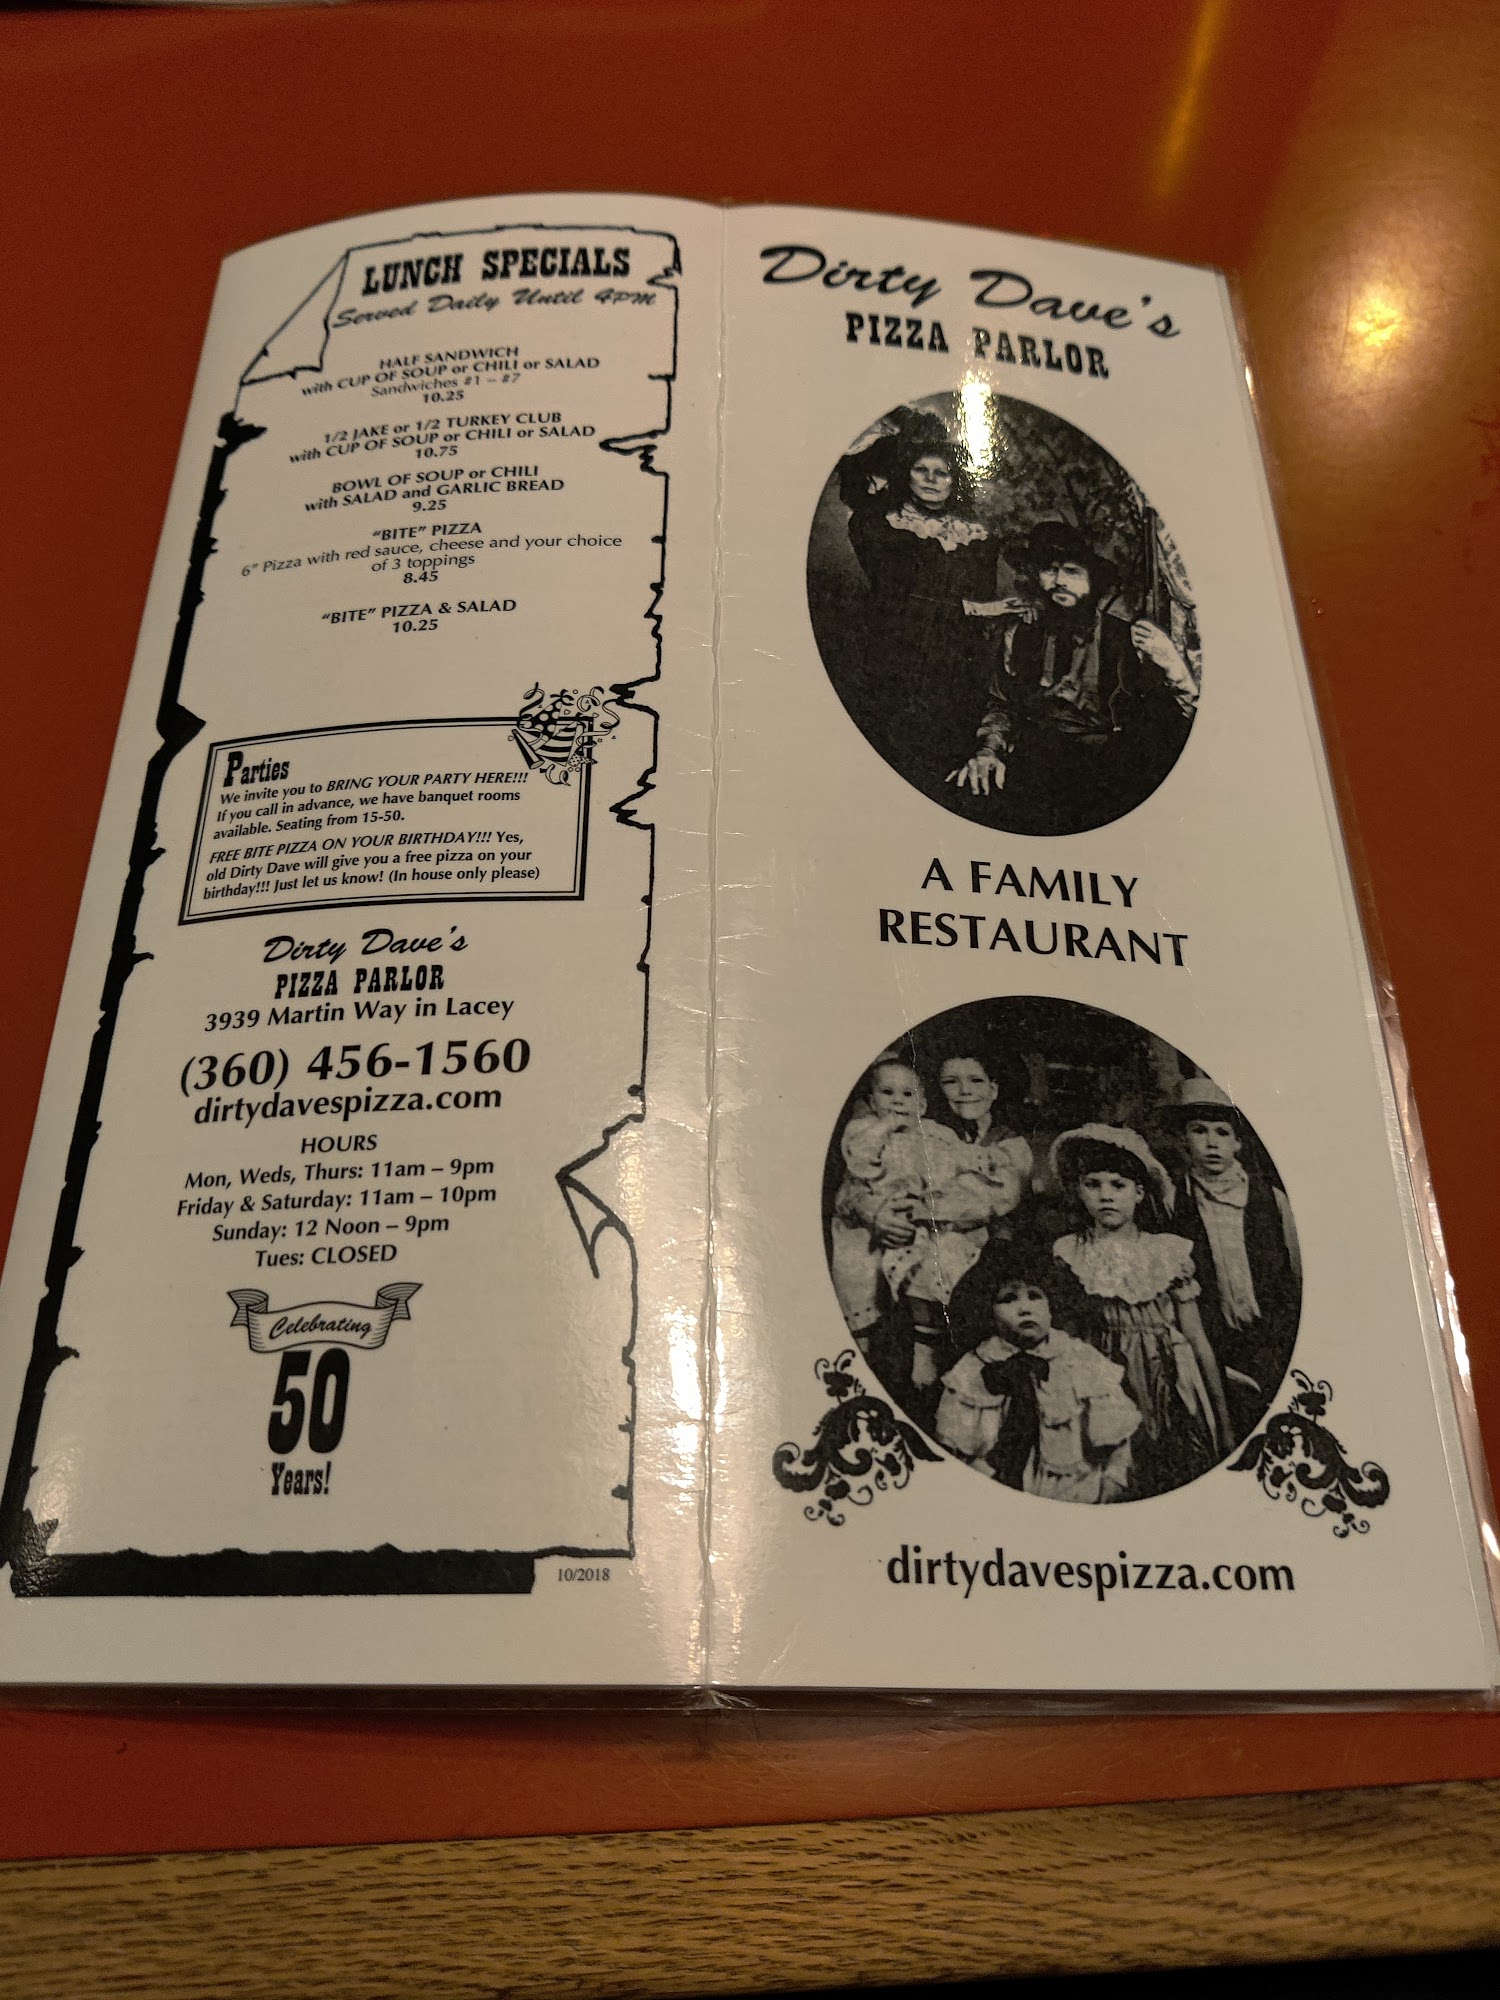 LUNCH SPECIALS
Served Daily Until 4PM
HALF SANDWICH
with CUP OF SOUP or CHILI or SALAD
Sandwiches #1 – #7
10.25
1/2 JAKE or 1/2 TURKEY CLUB
with CUP OF SOUP or CHILI or SALAD
10.75
BOWL OF SOUP or CHILI
with SALAD and GARLIC BREAD
9.25
"BITE" PIZZA
6" Pizza with red sauce, cheese and your choice
of 3 toppings
8.45
"BITE" PIZZA & SALAD
10.25
Parties
We invite you to BRING YOUR PARTY HERE!!!
If you call in advance, we have banquet rooms
available. Seating from 15-50.
FREE BITE PIZZA ON YOUR BIRTHDAY!!! Yes,
old Dirty Dave will give you a free pizza on your
birthday!!! Just let us know! (In house only please)
Dirty Dave's
PIZZA PARLOR
3939 Martin Way in Lacey
(360) 456-1560
dirtydavespizza.com
HOURS
Mon, Weds, Thurs: 11am – 9pm
Friday & Saturday: 11am – 10pm
Sunday: 12 Noon – 9pm
Tues: CLOSED
Celebrating
50
Years!
10/2018
Dirty Dave's
PIZZA PARLOR
A FAMILY
RESTAURANT
dirtydavespizza.com